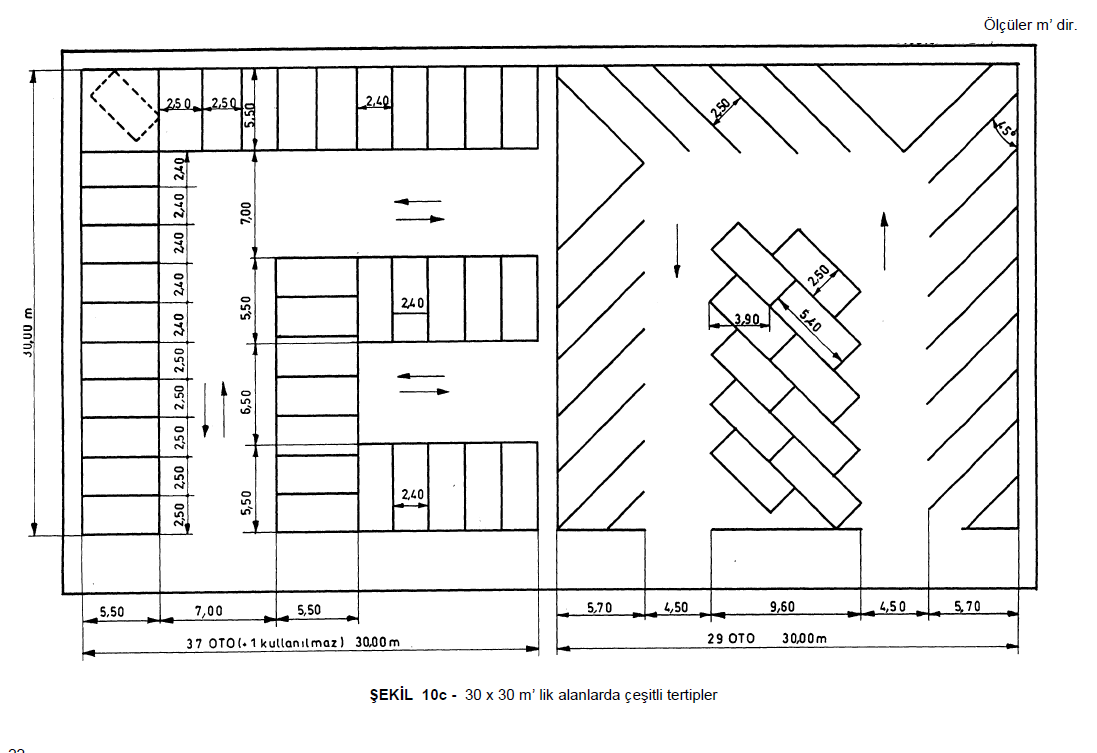 Ölçüler m' dir.
2,50 2,50 5,50 2,40
2,50
45°
2,40
2,40
2,40
2,40
2,40
2,50
2,50
2,50
2,50
2,50
7,00
5,50
6,50
5,50
2,40
2,40
30,00 m
2,50
3,90
5,40
5,50 7,00 5,50
5,70 4,50 9,60 4,50 5,70
37 OTO(+1 kullanılmaz) 30,00m
29 OTO 30,00m
ŞEKİL 10c - 30 x 30 m' lik alanlarda çeşitli tertipler